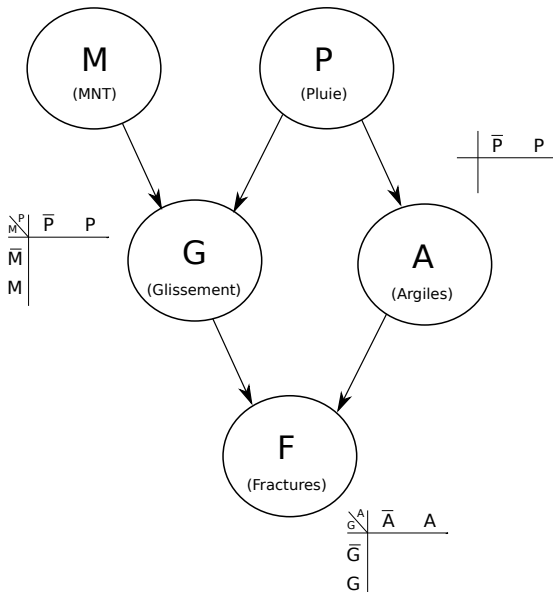 M
(MNT)
P
(Pluie)
P̅ P
M P P̅ P
M̅
M
G
(Glissement)
A
(Argiles)
F
(Fractures)
G A A̅ A
G̅
G